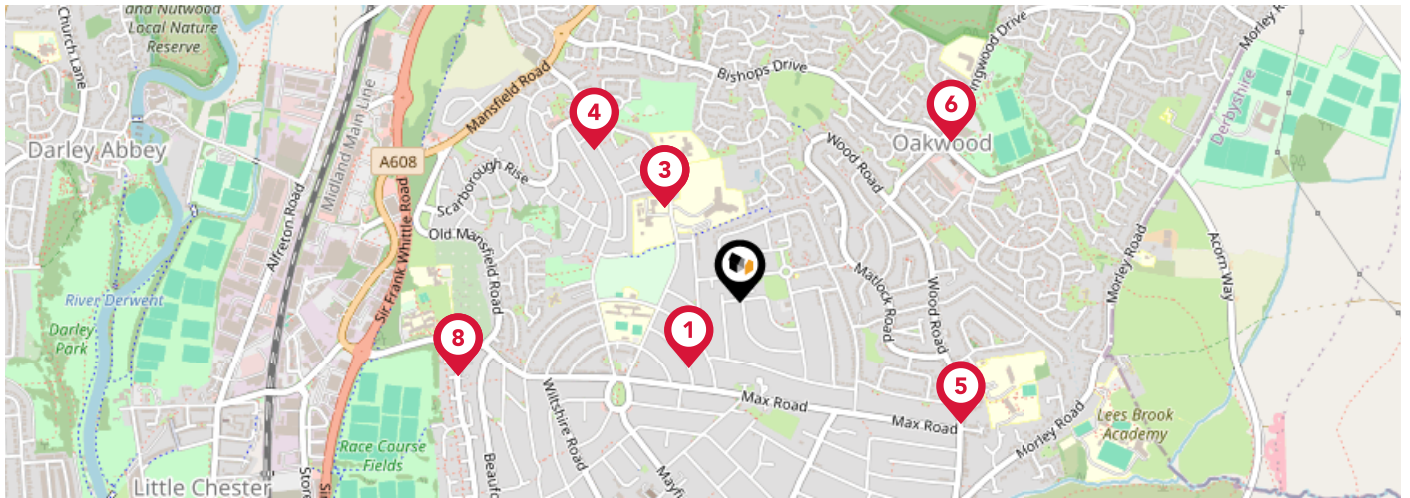 and Nutwood
Local Nature
Reserve
Church Lane
Darley Abbey
Alfreton Road
Midland Main Line
A608
Mansfield Road
Scarborough Rise
Old Mansfield Road
Sir Frank Whittle Road
River Derwent
Darley
Park
Little Chester
Race Course
Fields
Wiltshire Road
Max Road
Max Road
Bishops Drive
Wood Road
Wood Road
Matlock Road
Oakwood
Morley Road
Morley Road
Morley Road
Derbyshire
Acorn Way
Lees Brook
Academy
4
3
6
1
8
5